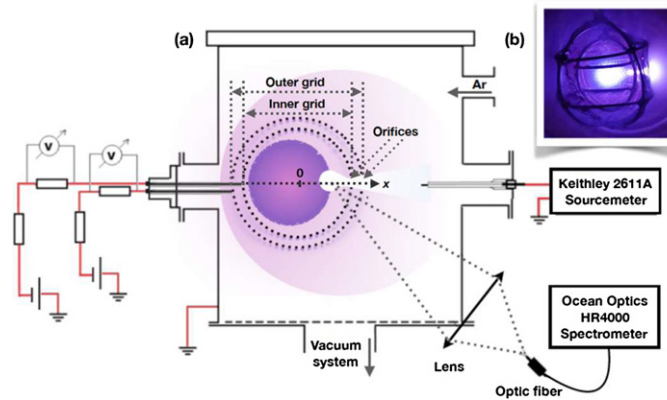 (a)
(b)
Outer grid
Inner grid
Ar
Orifices
V
V
0
x
Keithley 2611A
Sourcemeter
Ocean Optics
HR4000
Spectrometer
Vacuum
system
Lens
Optic fiber